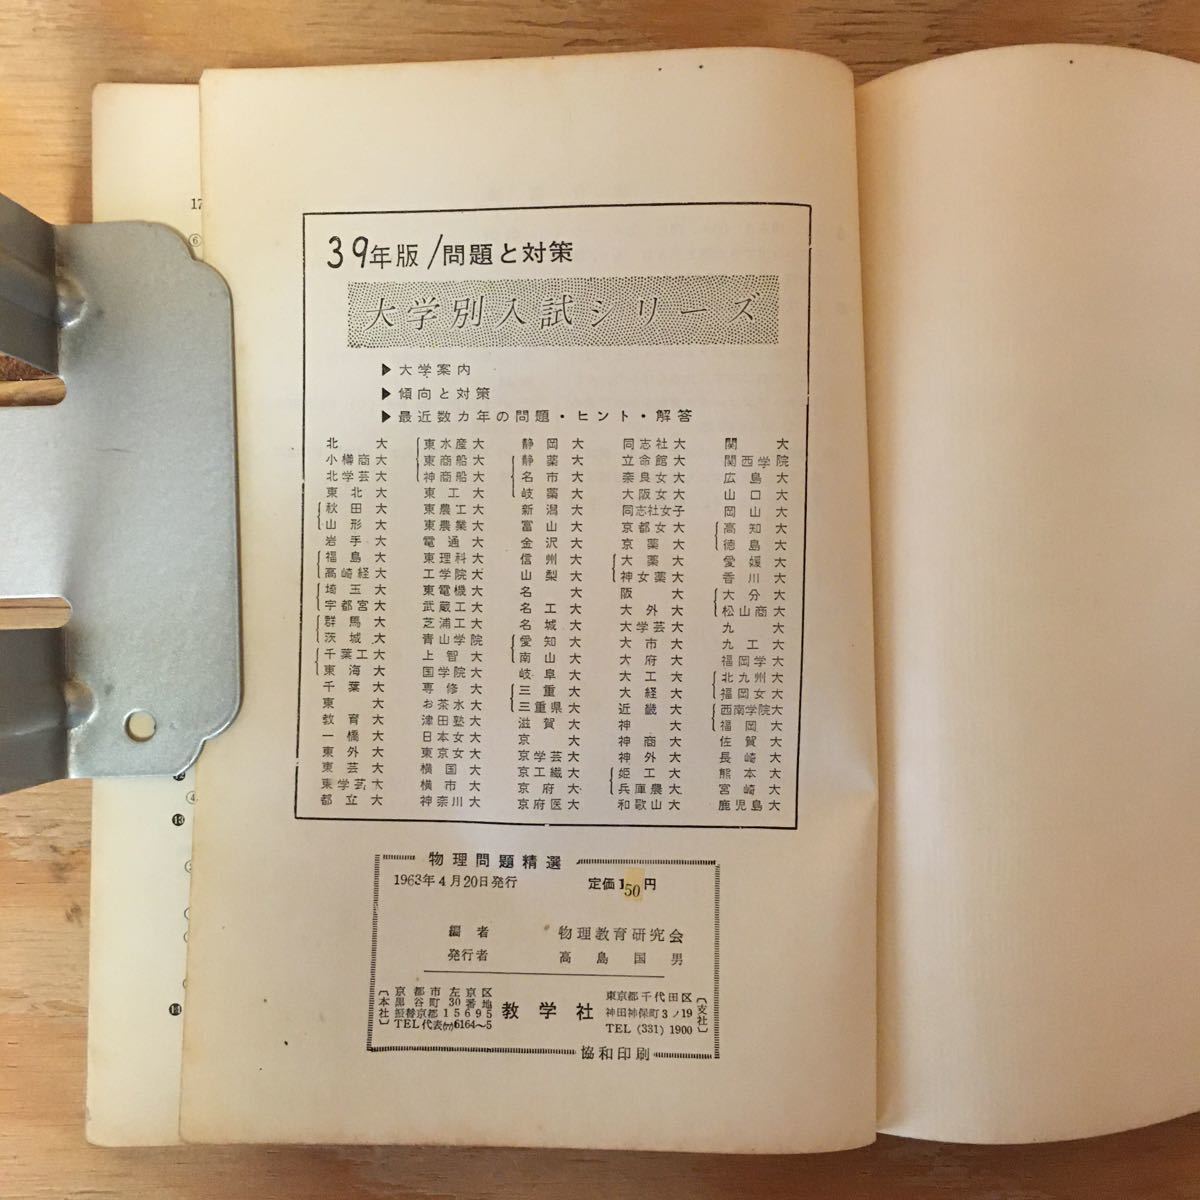 39年版/問題と対策
大学別入試シリーズ
▶大学案内
▶傾向と対策
▶最近数カ年の問題・ヒント・解答
北大
小樽商大
北学芸大
東北大
秋田大
山形大
岩手大
福島大
高崎経大
埼玉大
宇都宮大
群馬大
茨城大
千葉工大
東海大
千葉大
東大
教育大
一橋大
東外大
東芸大
東学芸大
都立大
東水産大
東商船大
神商船大
東工大
東農工大
東農業大
電通大
東理科大
工学院大
東電機大
武蔵工大
芝浦工大
青山学院
上智大
国学院大
専修大
お茶水大
津田塾大
日本女大
東京女大
横国大
横市大
神奈川大
静岡大
静薬大
名市大
岐薬大
新潟大
富山大
金沢大
信州大
山梨大
名大
名工大
名城大
愛知大
南山大
岐阜大
三重大
三重県大
滋賀大
京大
京学芸大
京工繊大
京府大
京府医大
同志社大
立命館大
奈良女大
大阪女大
同志社女子
京都女大
京薬大
大薬大
神女薬大
阪大
大外大
大学芸大
大市大
大府大
大工大
大経大
近畿大
神大
神商大
神外大
姫工大
兵庫農大
和歌山大
関大
関西学院
広島大
山口大
岡山大
高知大
徳島大
愛媛大
香川大
大分大
松山商大
九大
九工大
福岡学大
北九州大
福岡女大
西南学院大
福岡大
佐賀大
長崎大
熊本大
宮崎大
鹿児島大
物理問題精選
1963年4月20日発行 定価150円
編者 物理教育研究会
発行者 高島国男
〔本社〕
京都市左京区
黒谷町30番地
振替京都15695
TEL代表(77)6164～5
教学社
東京都千代田区
神田神保町3ノ19
TEL (331) 1900
〔支社〕
協和印刷
17
⑥
⓭
⓮